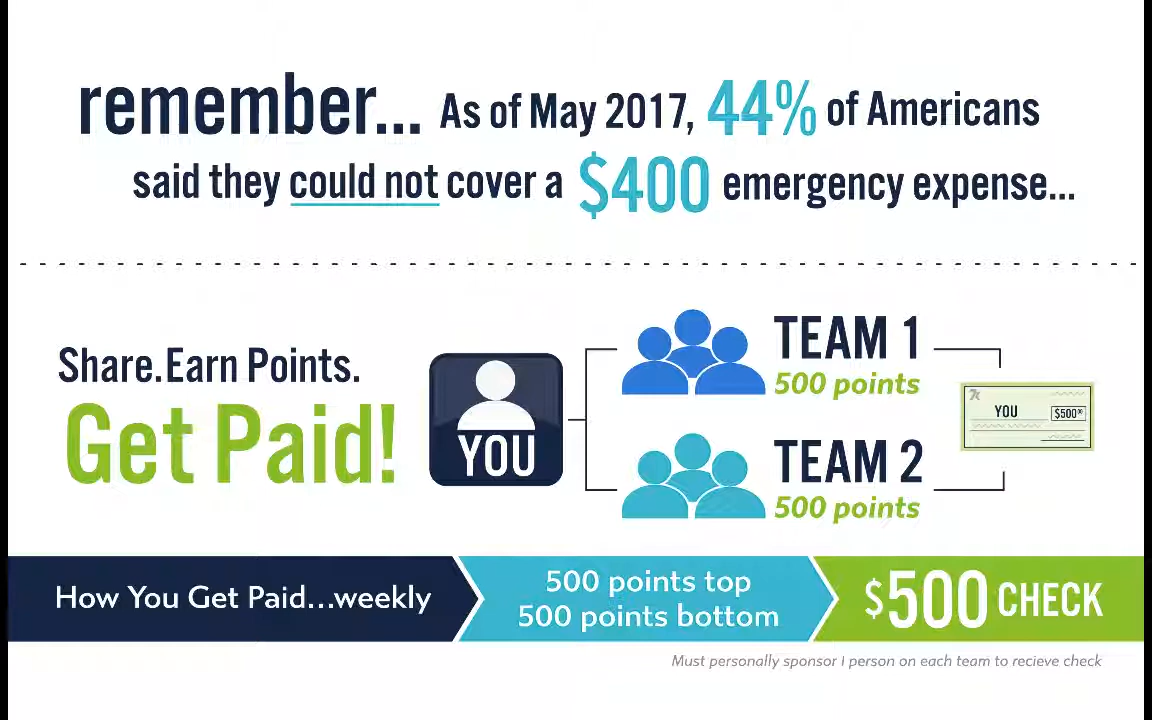 remember... As of May 2017, 44% of Americans
said they could not cover a $400 emergency expense...
Share. Earn Points.
Get Paid!
YOU
TEAM 1
500 points
TEAM 2
500 points
7k
YOU
$500⁰⁰
How You Get Paid...weekly
500 points top
500 points bottom
$500 CHECK
Must personally sponsor 1 person on each team to recieve check